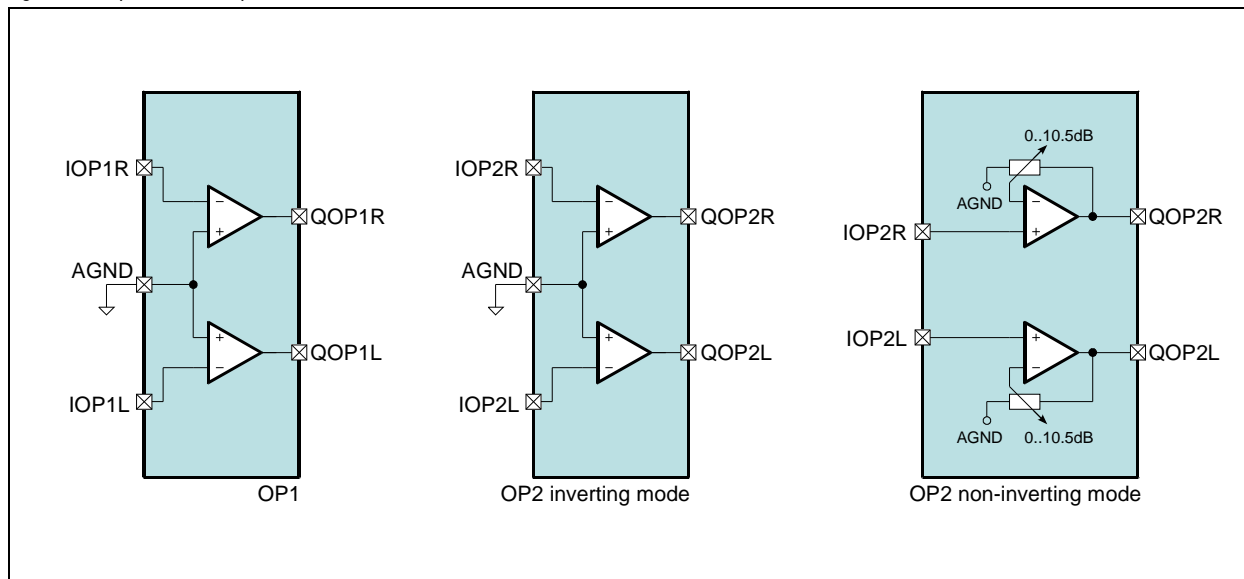 IOP1R
QOP1R
AGND
QOP1L
IOP1L
OP1
IOP2R
QOP2R
AGND
QOP2L
IOP2L
OP2 inverting mode
0..10.5dB
AGND
QOP2R
IOP2R
IOP2L
QOP2L
AGND
0..10.5dB
OP2 non-inverting mode